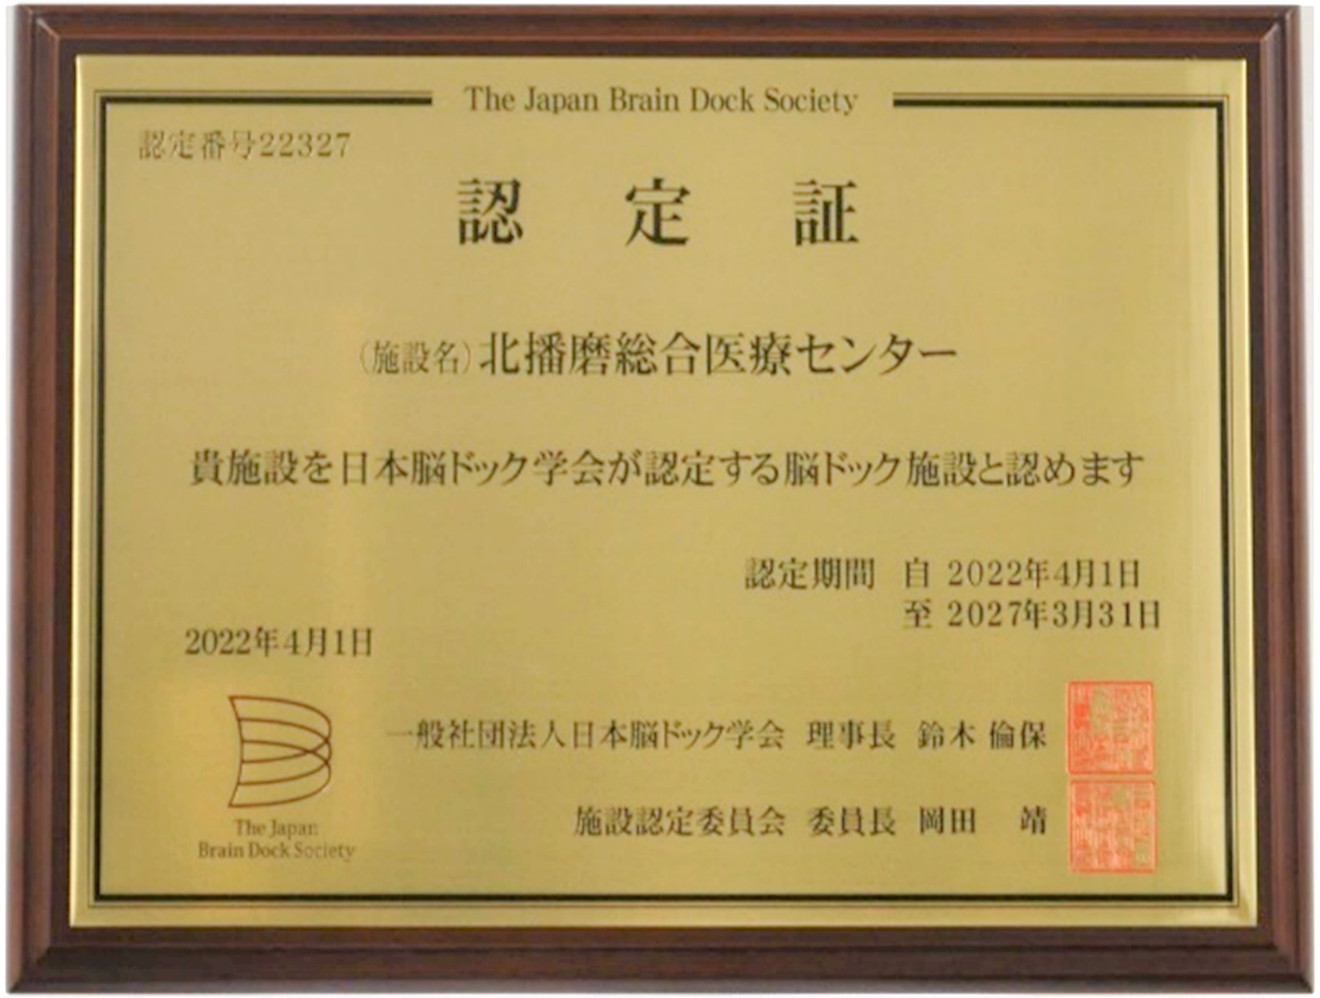 The Japan Brain Dock Society
認定番号22327
認定証
（施設名）北播磨総合医療センター
貴施設を日本脳ドック学会が認定する脳ドック施設と認めます
認定期間 自 2022年4月1日
至 2027年3月31日
2022年4月1日
一般社団法人日本脳ドック学会 理事長 鈴木 倫保
施設認定委員会 委員長 岡田 靖
The Japan
Brain Dock Society